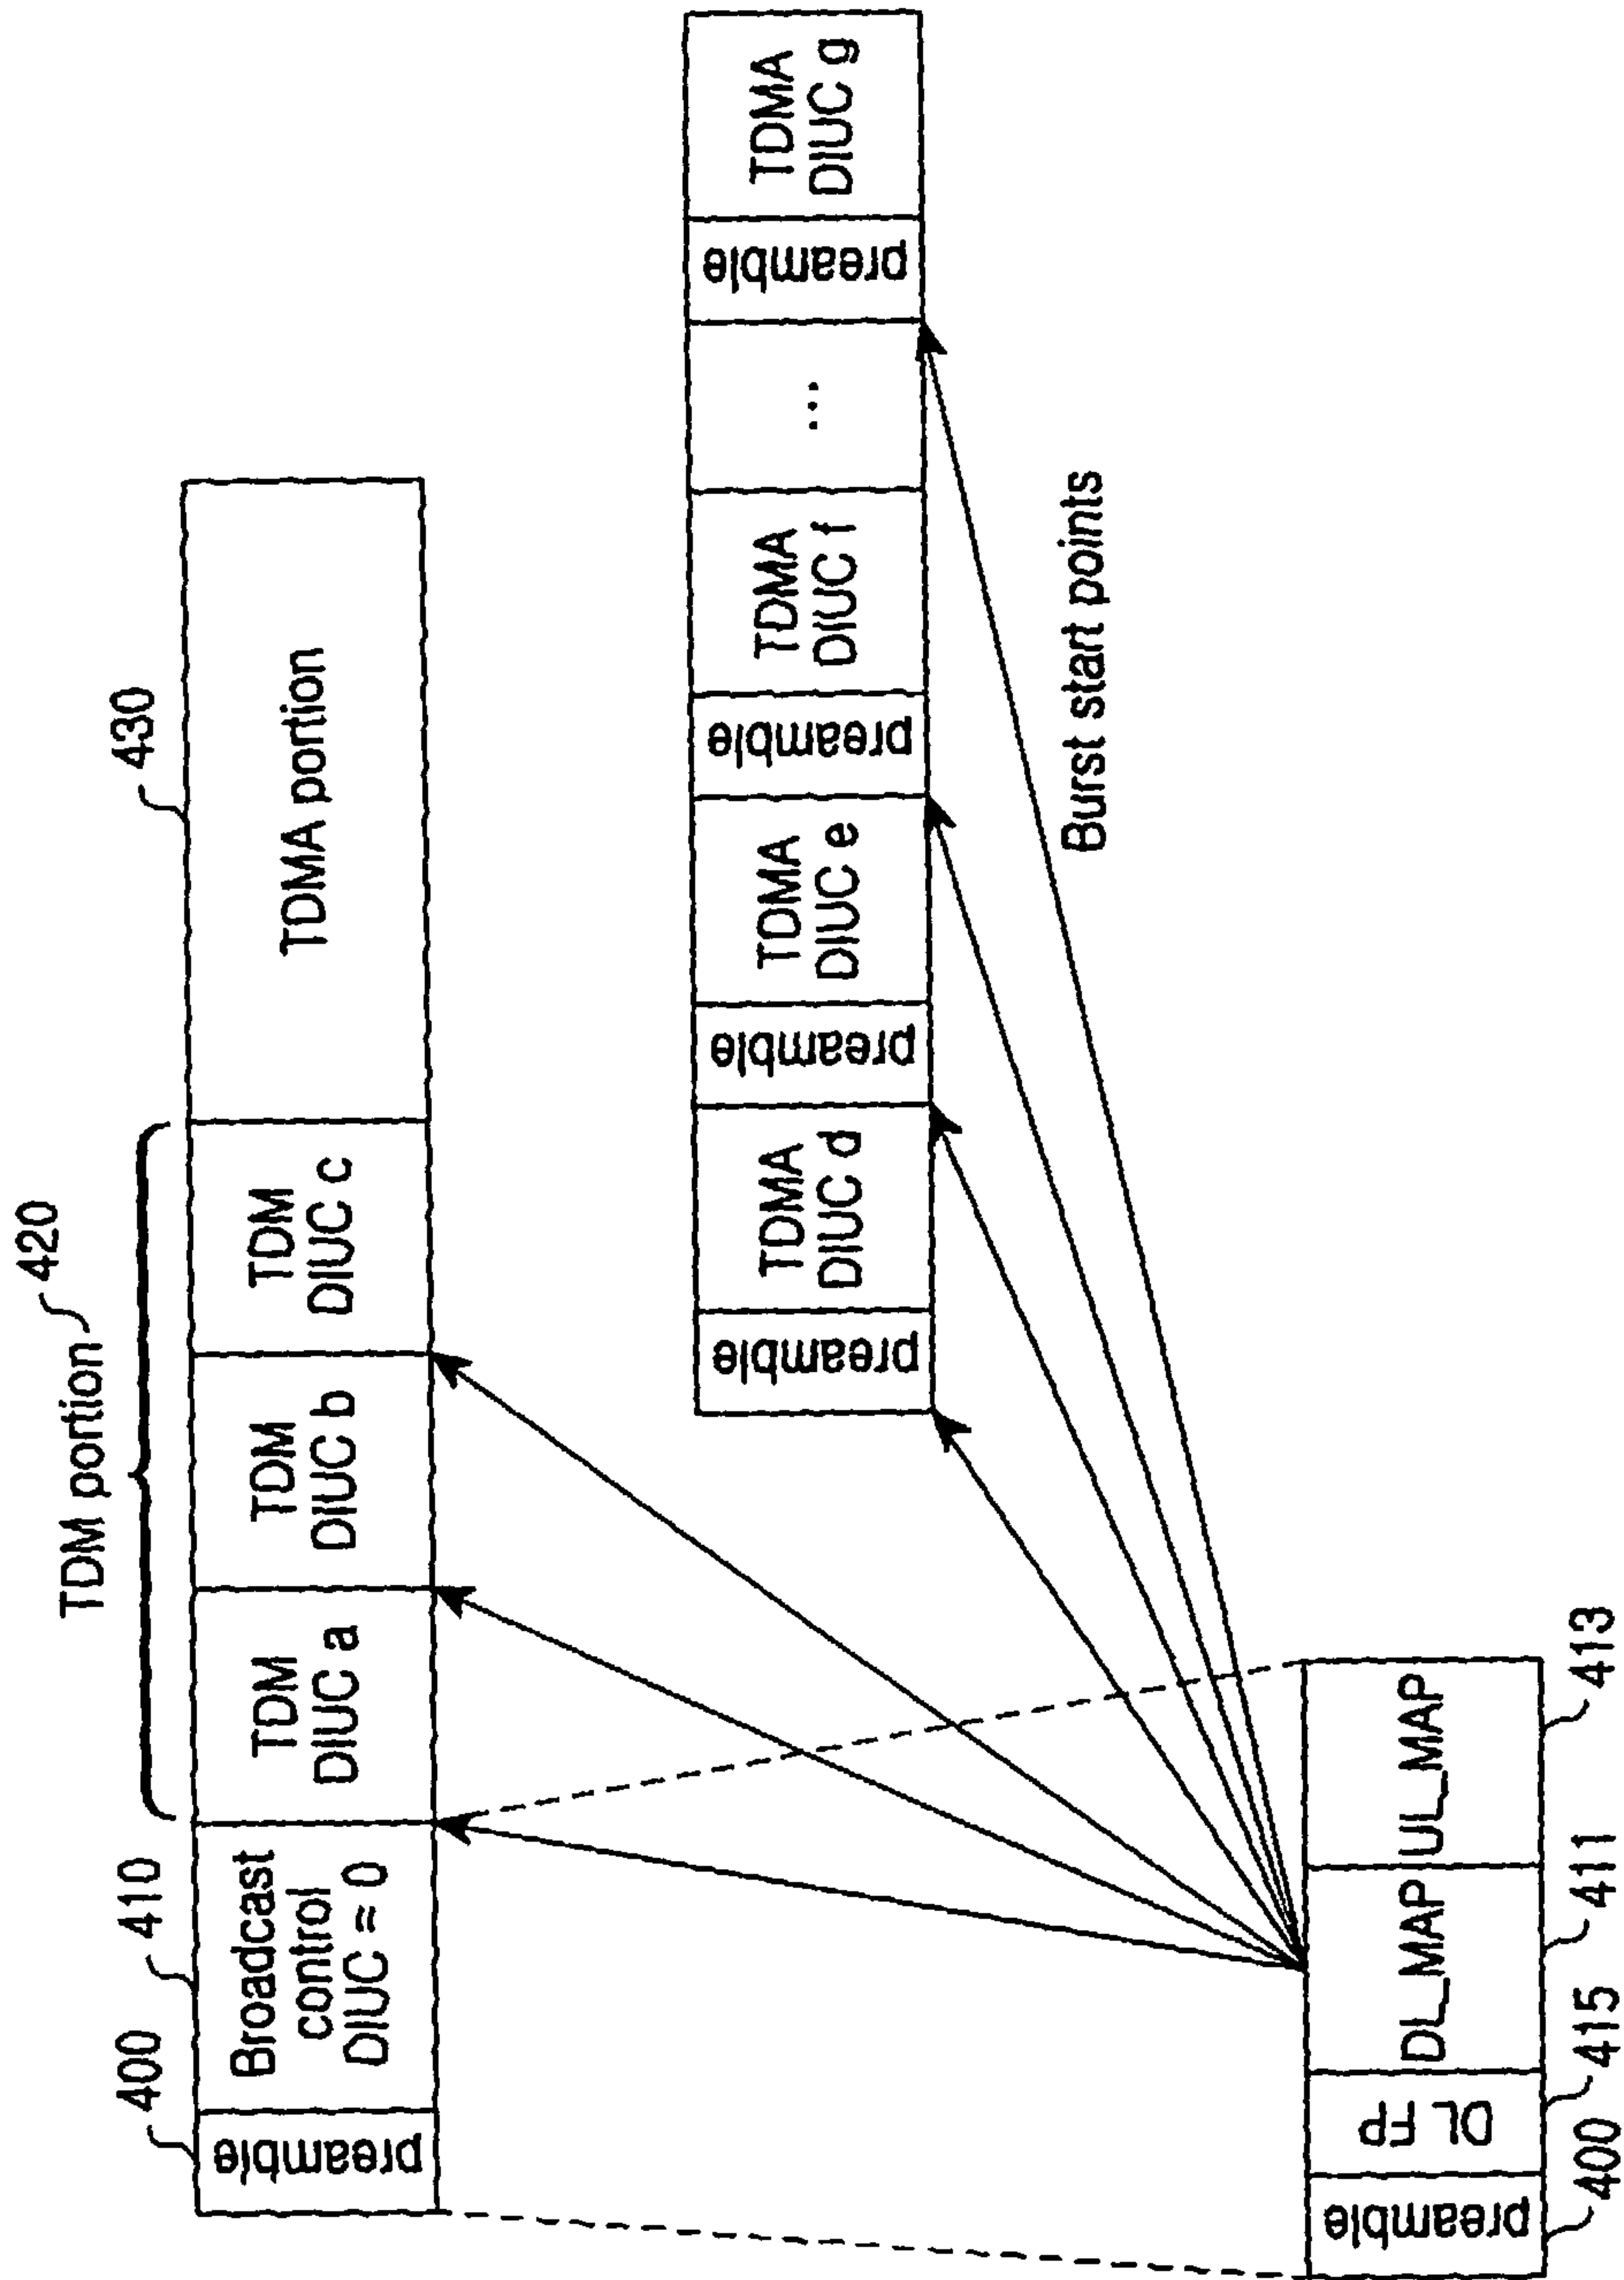 TDM portion 420
400
410
430
preamble
Broadcast
control
DIUC = 0
TDM
DIUC a
TDM
DIUC b
TDM
DIUC c
TDMA portion
preamble
TDMA
DIUC d
preamble
TDMA
DIUC e
preamble
TDMA
DIUC f
...
preamble
TDMA
DIUC g
Burst start points
preamble
DL FP
DL_MAP
UL_MAP
400
415
411
413